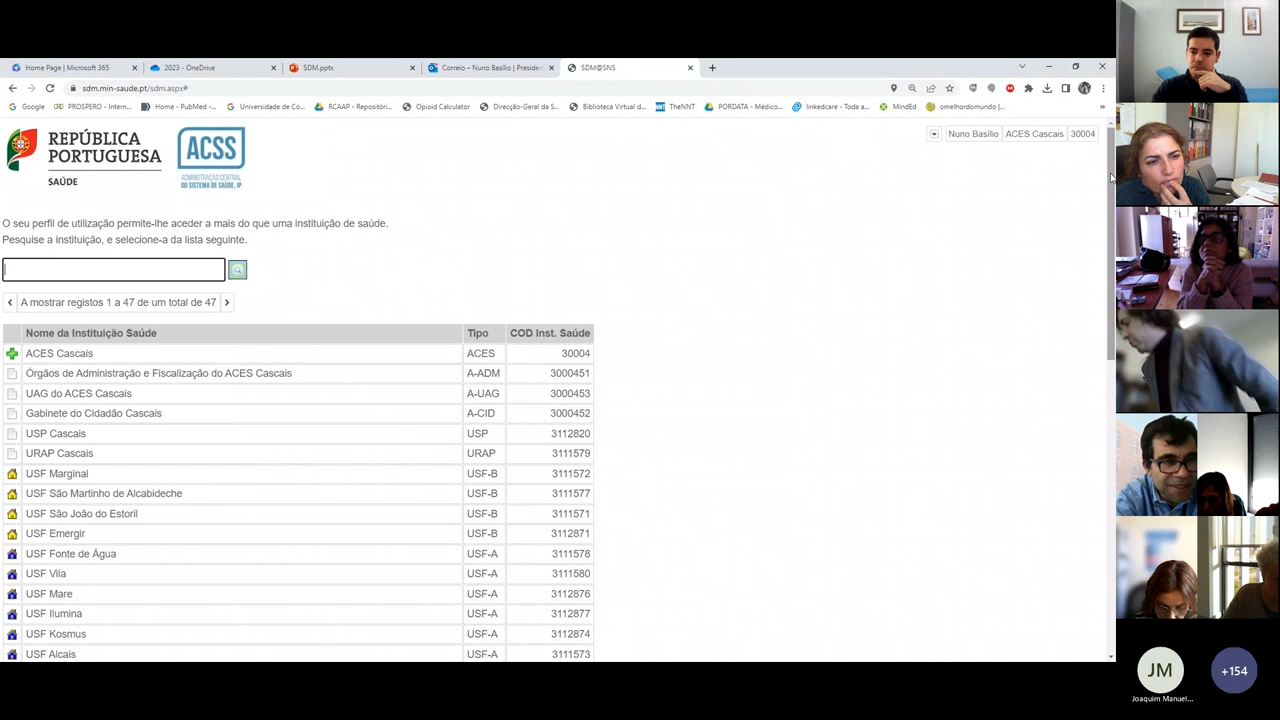 Home Page | Microsoft 365
2023 - OneDrive
SDM.pptx
Correio – Nuno Basílio | Presiden
SDM@SNS
sdm.min-saude.pt/sdm.aspx#
Google
PROSPERO - Intern...
Home - PubMed -...
Universidade de Co...
RCAAP - Repositóri...
Opioid Calculator
Direcção-Geral da S...
Biblioteca Virtual d...
TheNNT
PORDATA - Médico...
linkedcare - Toda a...
MindEd
omelhordomundo |...
REPÚBLICA
PORTUGUESA
SAÚDE
ACSS
ADMINISTRAÇÃO CENTRAL
DO SISTEMA DE SAÚDE, IP
Nuno Basílio ACES Cascais 30004
O seu perfil de utilização permite-lhe aceder a mais do que uma instituição de saúde.
Pesquise a instituição, e selecione-a da lista seguinte.
A mostrar registos 1 a 47 de um total de 47
Nome da Instituição Saúde Tipo COD Inst. Saúde
ACES Cascais ACES 30004
Órgãos de Administração e Fiscalização do ACES Cascais A-ADM 3000451
UAG do ACES Cascais A-UAG 3000453
Gabinete do Cidadão Cascais A-CID 3000452
USP Cascais USP 3112820
URAP Cascais URAP 3111579
USF Marginal USF-B 3111572
USF São Martinho de Alcabideche USF-B 3111577
USF São João do Estoril USF-B 3111571
USF Emergir USF-B 3112871
USF Fonte de Água USF-A 3111578
USF Vila USF-A 3111580
USF Mare USF-A 3112876
USF Ilumina USF-A 3112877
USF Kosmus USF-A 3112874
USF Alcais USF-A 3111573
JM
Joaquim Manuel...
+154